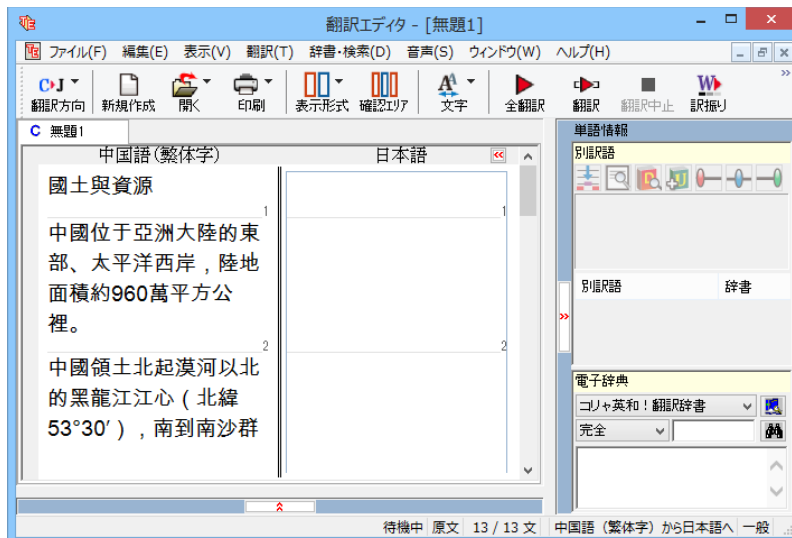 翻訳エディタ - [無題1]
ファイル(F) 編集(E) 表示(V) 翻訳(T) 辞書・検索(D) 音声(S) ウィンドウ(W) ヘルプ(H)
翻訳方向 新規作成 開く 印刷 表示形式 確認エリア 文字 全翻訳 翻訳 翻訳中止 訳振り
C 無題1
中国語(繁体字) 日本語
國土與資源
1 1
中國位于亞洲大陸的東
部、太平洋西岸，陸地
面積約960萬平方公
裡。
2 2
中國領土北起漠河以北
的黑龍江江心（北緯
53°30′），南到南沙群
単語情報
別訳語
別訳語 辞書
電子辞典
コリャ英和！翻訳辞書
完全
待機中 原文 13 / 13 文 中国語（繁体字）から日本語へ 一般